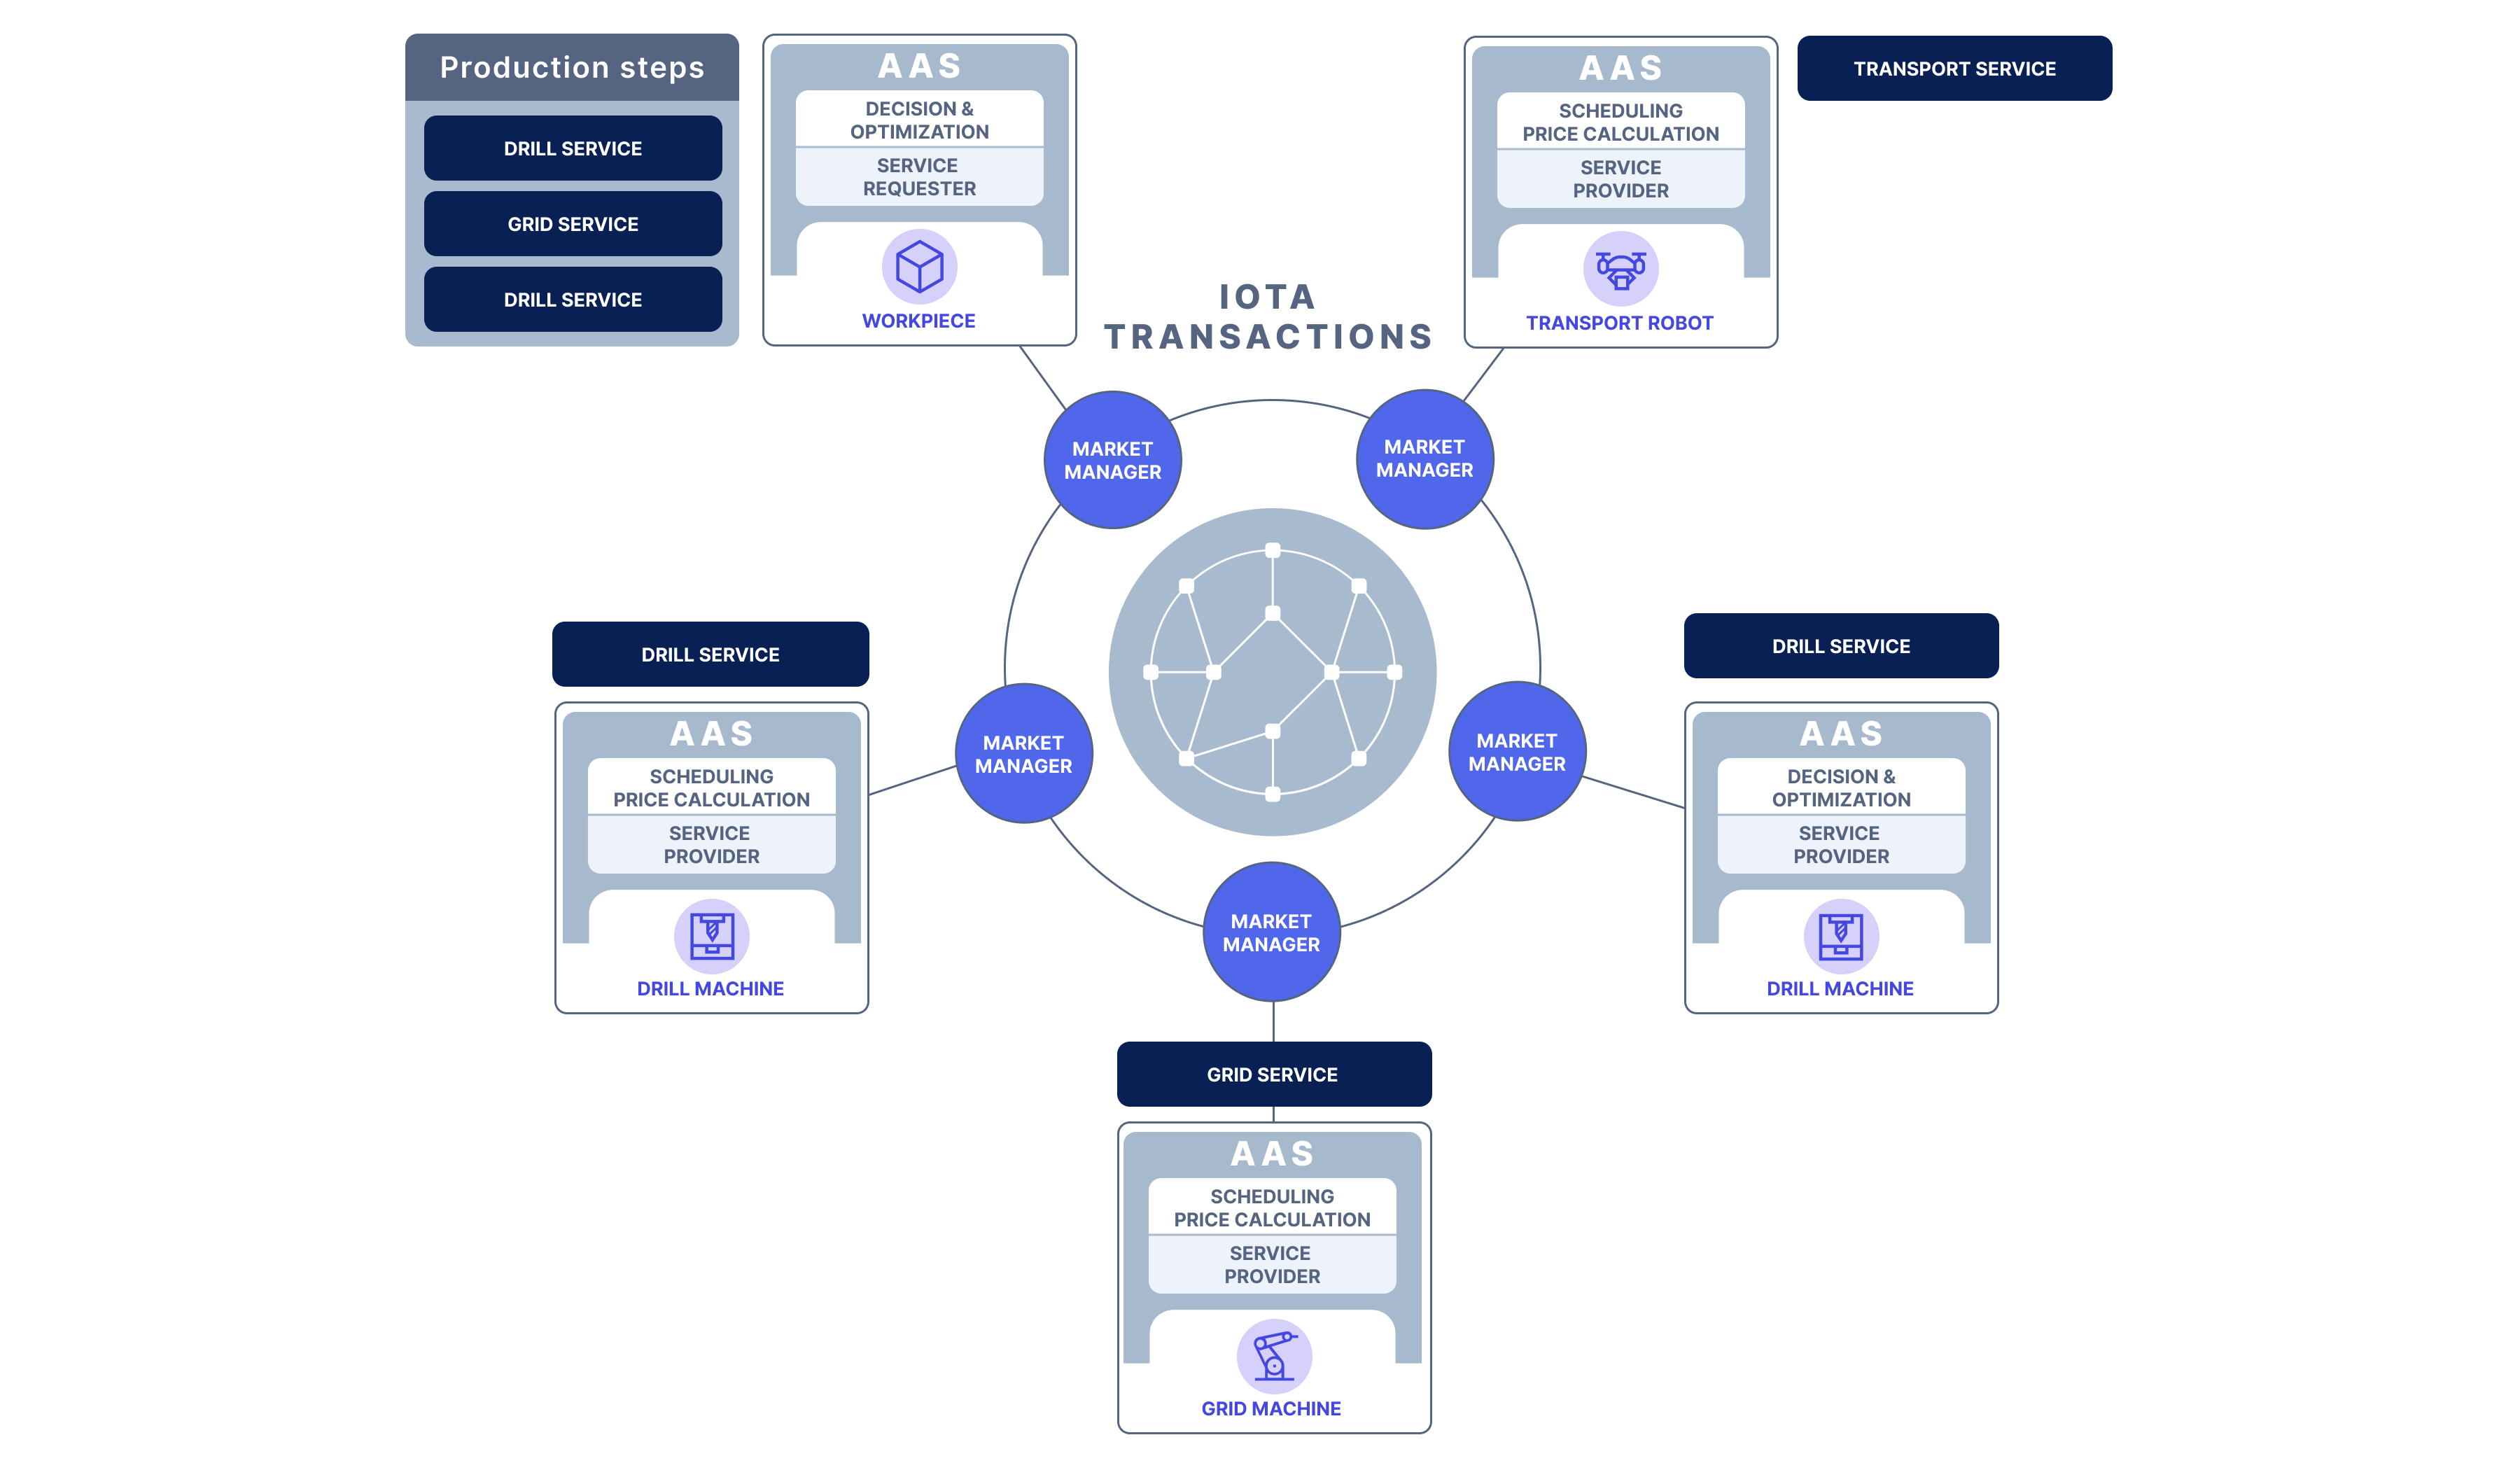 Production steps
DRILL SERVICE
GRID SERVICE
DRILL SERVICE
AAS
DECISION &
OPTIMIZATION
SERVICE
REQUESTER
WORKPIECE
IOTA
TRANSACTIONS
AAS
SCHEDULING
PRICE CALCULATION
SERVICE
PROVIDER
TRANSPORT ROBOT
TRANSPORT SERVICE
MARKET
MANAGER
MARKET
MANAGER
DRILL SERVICE
AAS
SCHEDULING
PRICE CALCULATION
SERVICE
PROVIDER
DRILL MACHINE
MARKET
MANAGER
MARKET
MANAGER
DRILL SERVICE
AAS
DECISION &
OPTIMIZATION
SERVICE
PROVIDER
DRILL MACHINE
MARKET
MANAGER
GRID SERVICE
AAS
SCHEDULING
PRICE CALCULATION
SERVICE
PROVIDER
GRID MACHINE